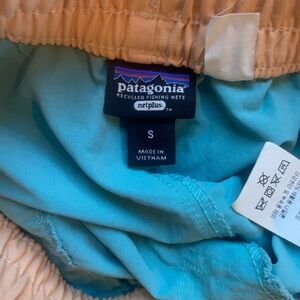 patagonia
RECYCLED FISHING NETS
netplus
S
MADE IN
VIETNAM